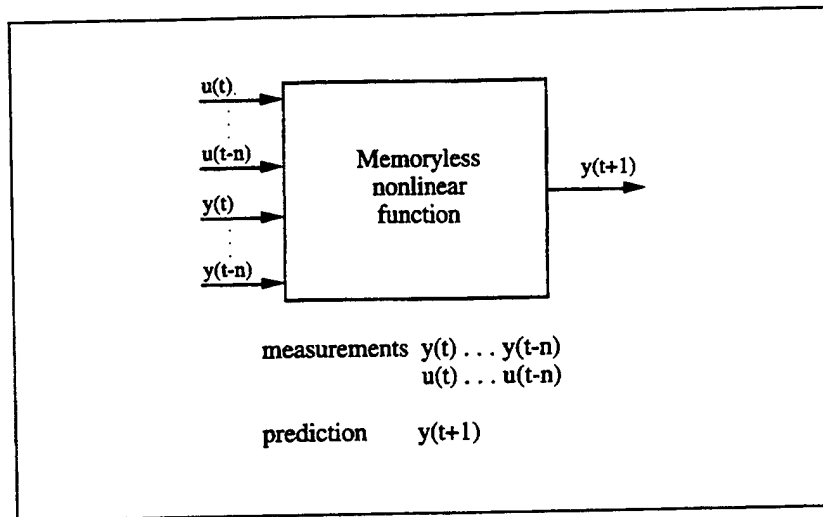 u(t)
u(t-n)
y(t)
y(t-n)
Memoryless
nonlinear
function
y(t+1)
measurements y(t) . . . y(t-n)
u(t) . . . u(t-n)
prediction y(t+1)